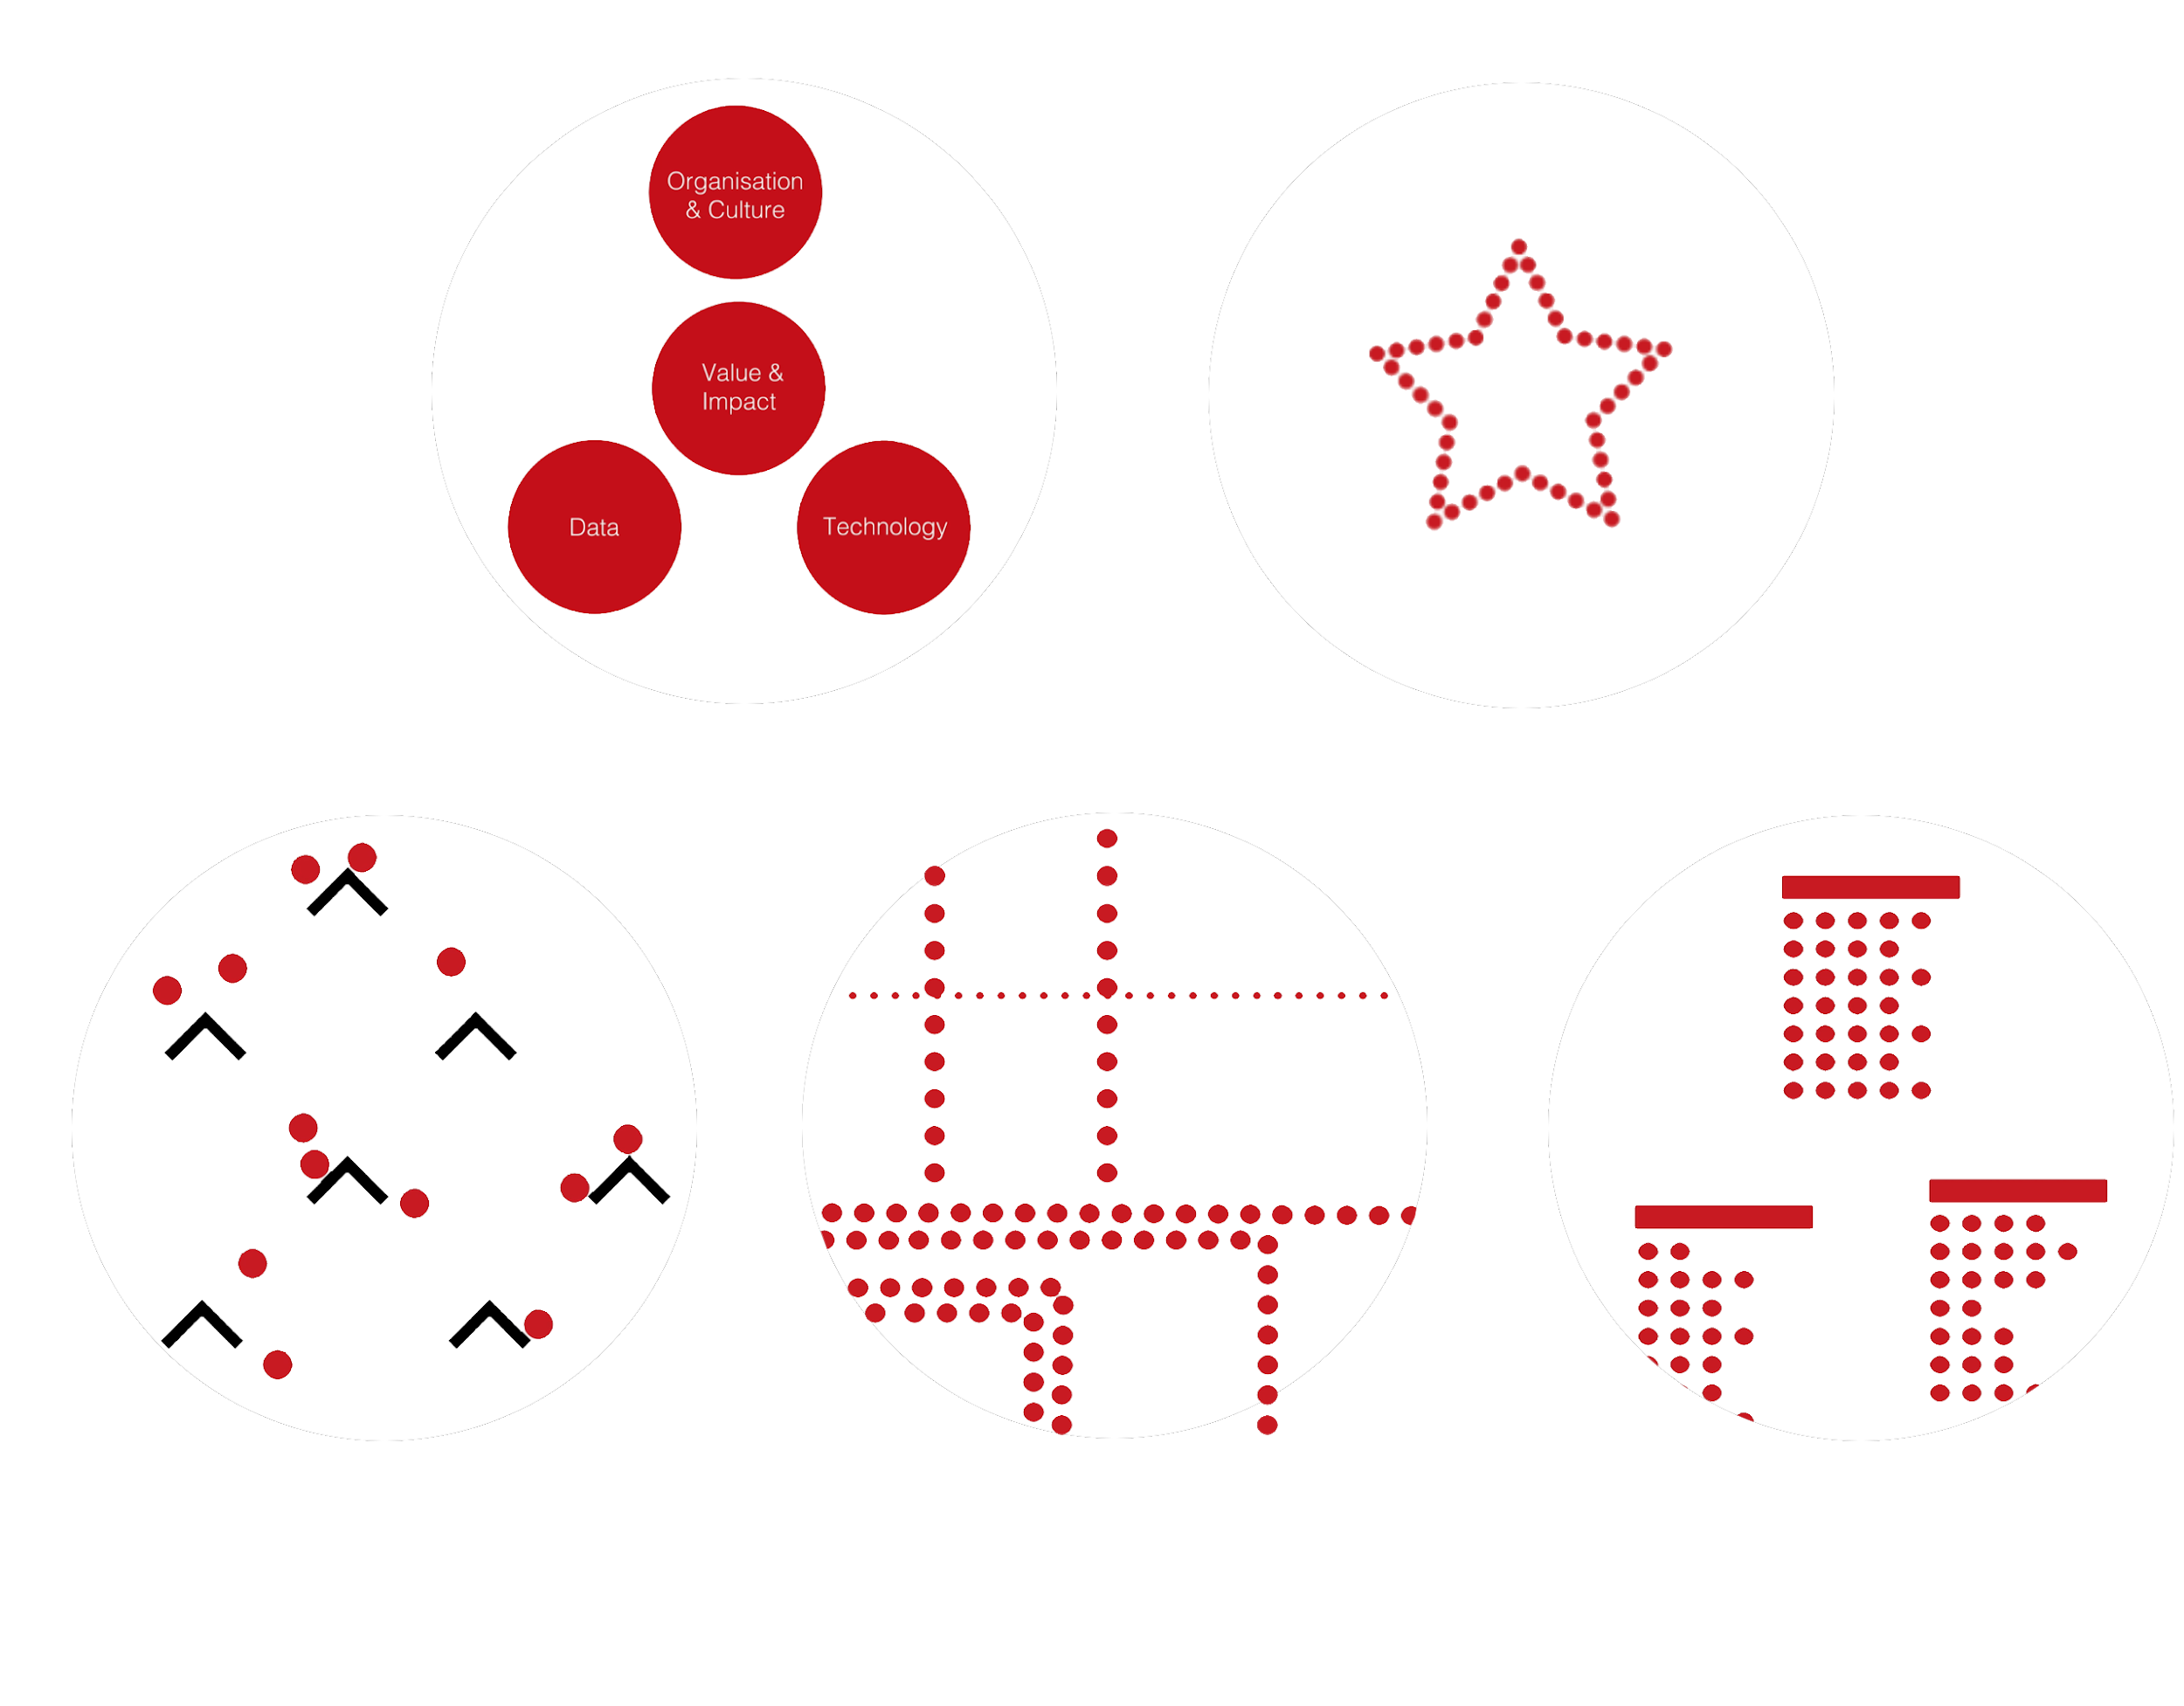 Organisation
& Culture
Value &
Impact
Data
Technology